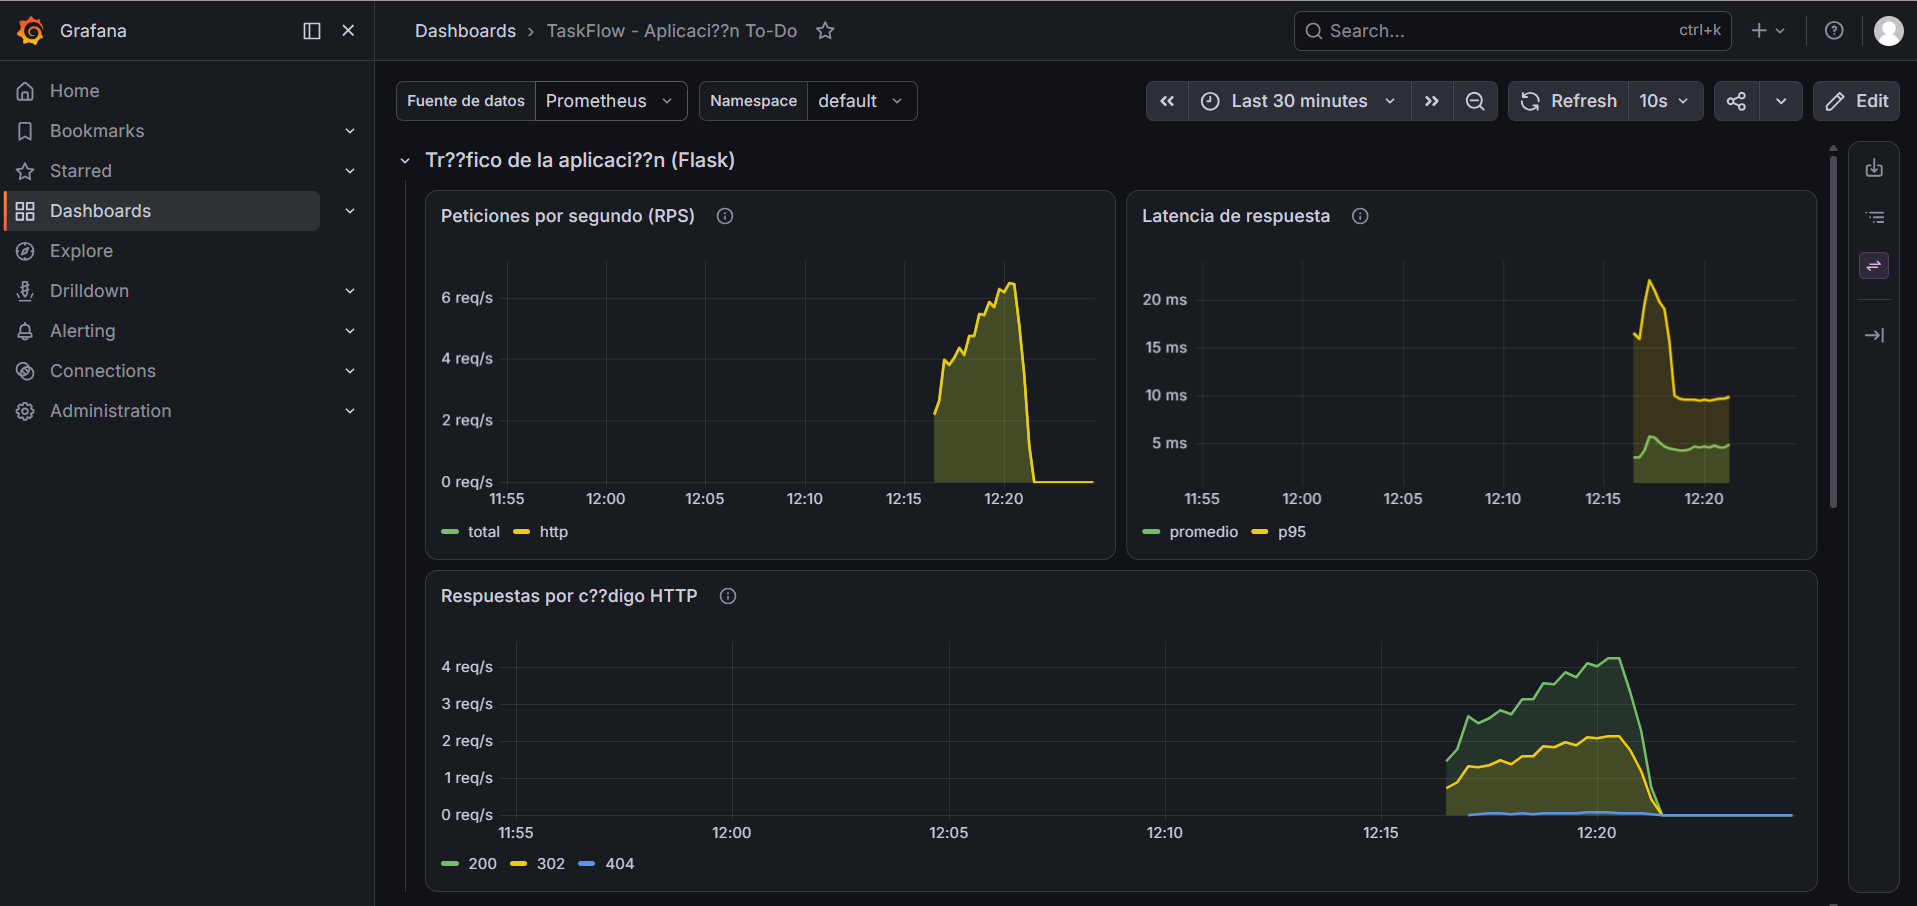 Grafana
Dashboards › TaskFlow - Aplicaci??n To-Do
Search... ctrl+k
Home
Bookmarks
Starred
Dashboards
Explore
Drilldown
Alerting
Connections
Administration
Fuente de datos Prometheus Namespace default Last 30 minutes Refresh 10s Edit
Tr??fico de la aplicaci??n (Flask)
Peticiones por segundo (RPS)
6 req/s
4 req/s
2 req/s
0 req/s
11:55 12:00 12:05 12:10 12:15 12:20
total http
Latencia de respuesta
20 ms
15 ms
10 ms
5 ms
11:55 12:00 12:05 12:10 12:15 12:20
promedio p95
Respuestas por c??digo HTTP
4 req/s
3 req/s
2 req/s
1 req/s
0 req/s
11:55 12:00 12:05 12:10 12:15 12:20
200 302 404